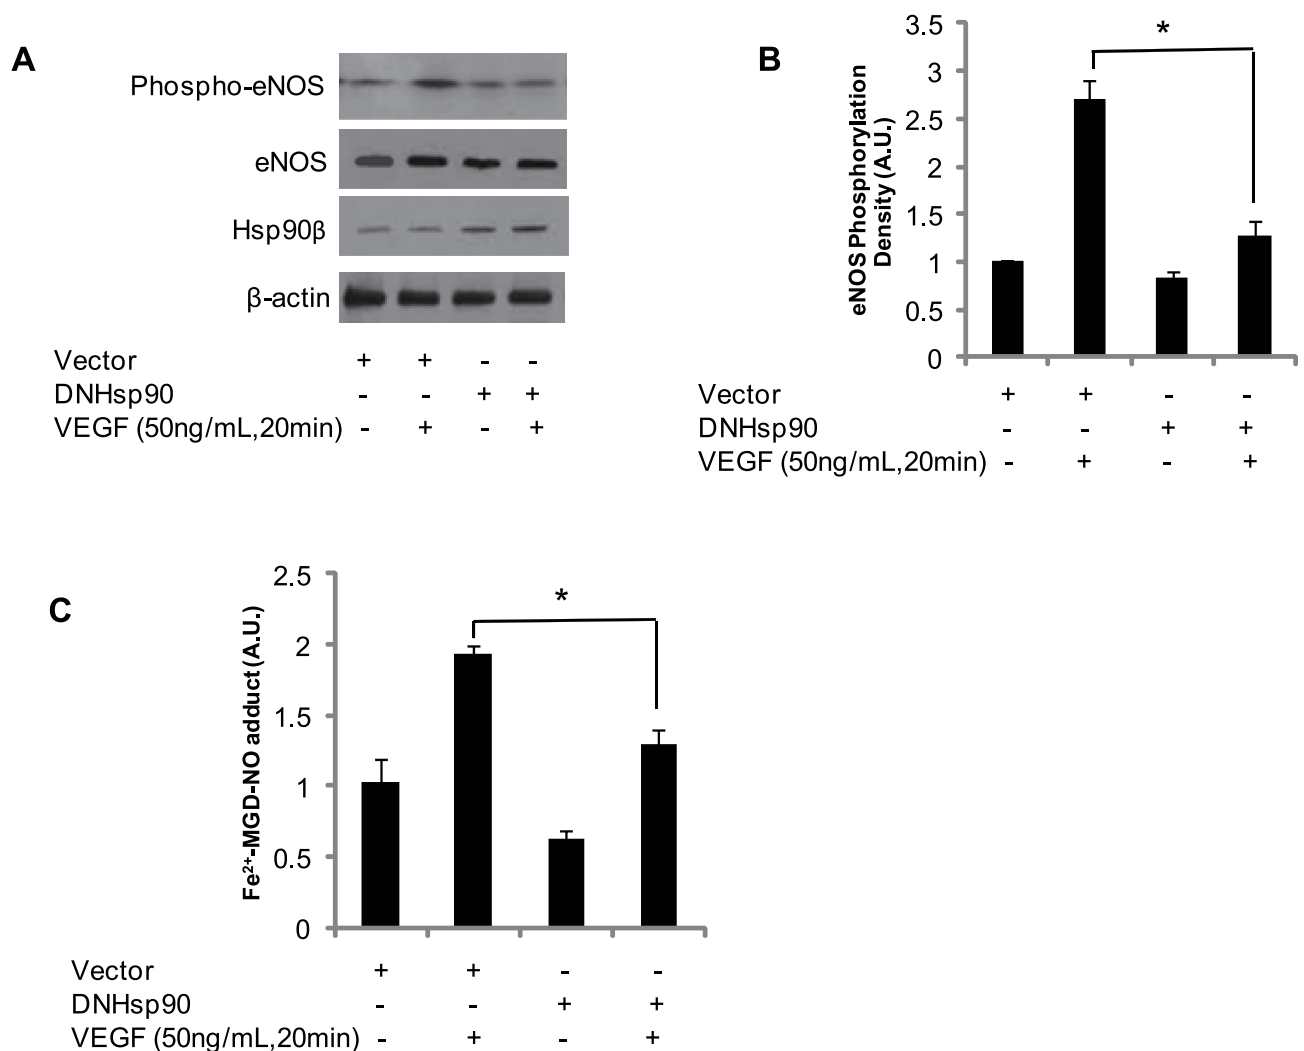 A
Phospho-eNOS
eNOS
Hsp90β
β-actin
Vector + + - -
DNHsp90 - - + +
VEGF (50ng/mL,20min) - + - +
B
eNOS Phosphorylation
Density (A.U.)
3.5
3
2.5
2
1.5
1
0.5
0
*
Vector + + - -
DNHsp90 - - + +
VEGF (50ng/mL,20min) - + - +
C
Fe²⁺-MGD-NO adduct (A.U.)
2.5
2
1.5
1
0.5
0
*
Vector + + - -
DNHsp90 - - + +
VEGF (50ng/mL,20min) - + - +